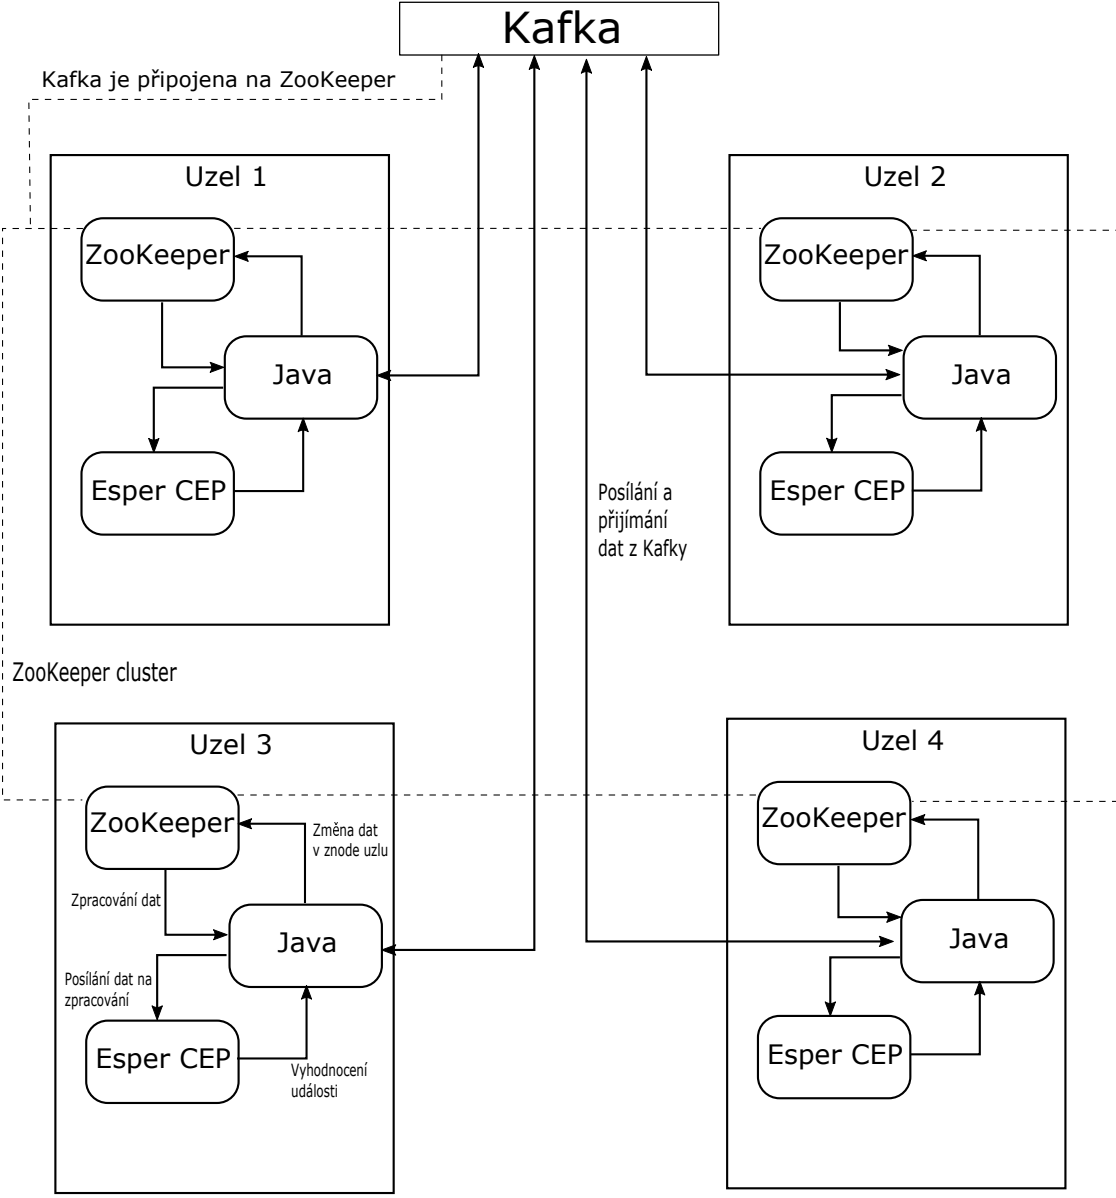 Kafka
Kafka je připojena na ZooKeeper
Uzel 1
ZooKeeper
Java
Esper CEP
Uzel 2
ZooKeeper
Java
Esper CEP
Posílání a
přijímání
dat z Kafky
ZooKeeper cluster
Uzel 3
ZooKeeper
Změna dat
v znode uzlu
Zpracování dat
Java
Posílání dat na
zpracování
Esper CEP
Vyhodnocení
události
Uzel 4
ZooKeeper
Java
Esper CEP